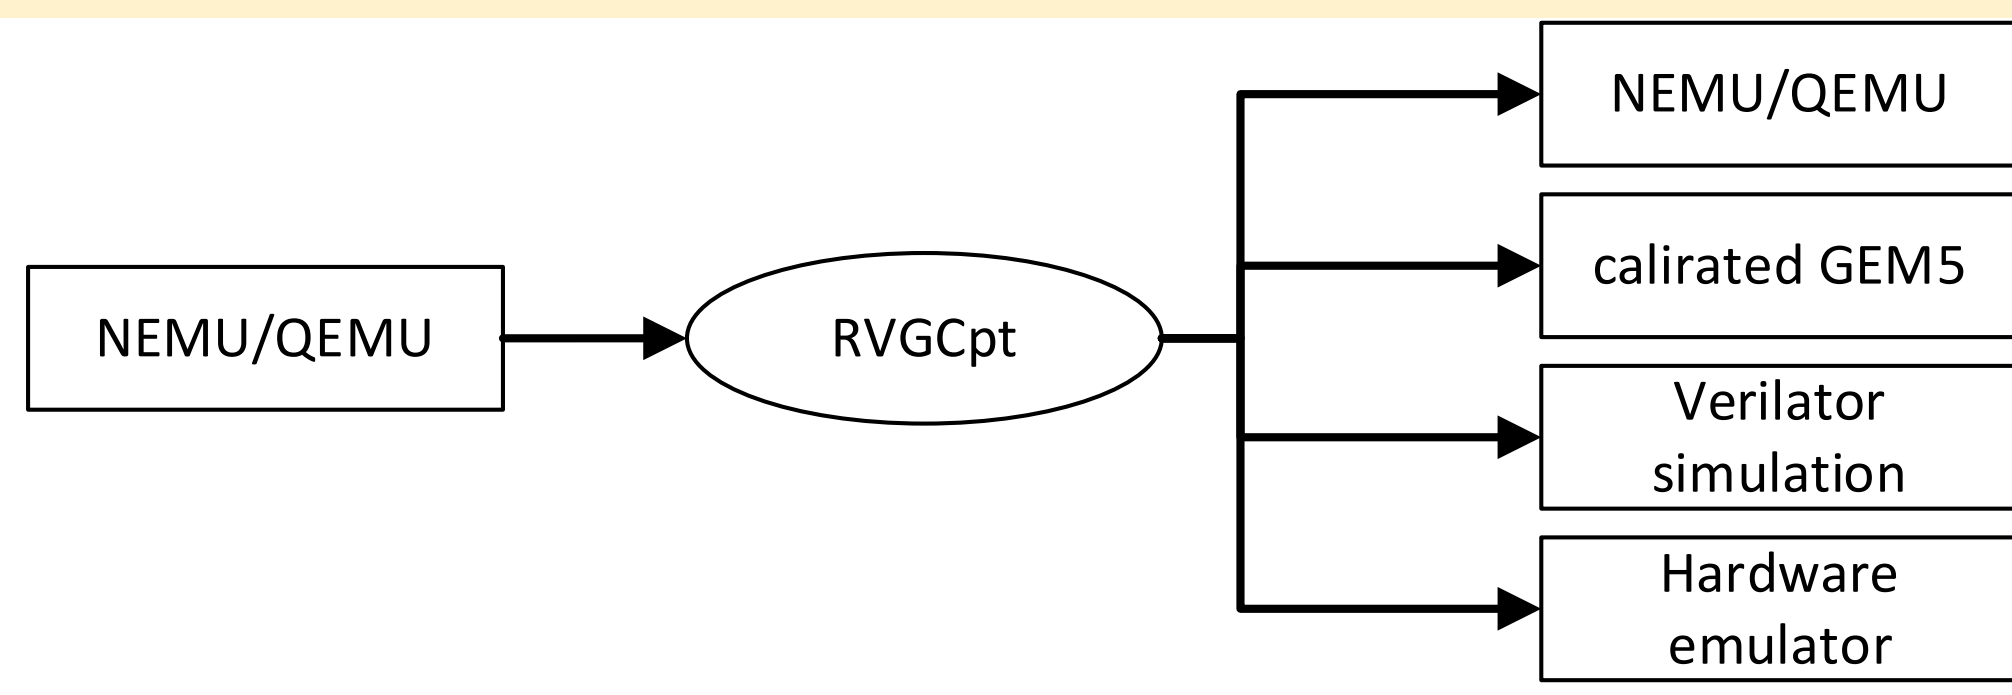 NEMU/QEMU
RVGCpt
NEMU/QEMU
calirated GEM5
Verilator
simulation
Hardware
emulator